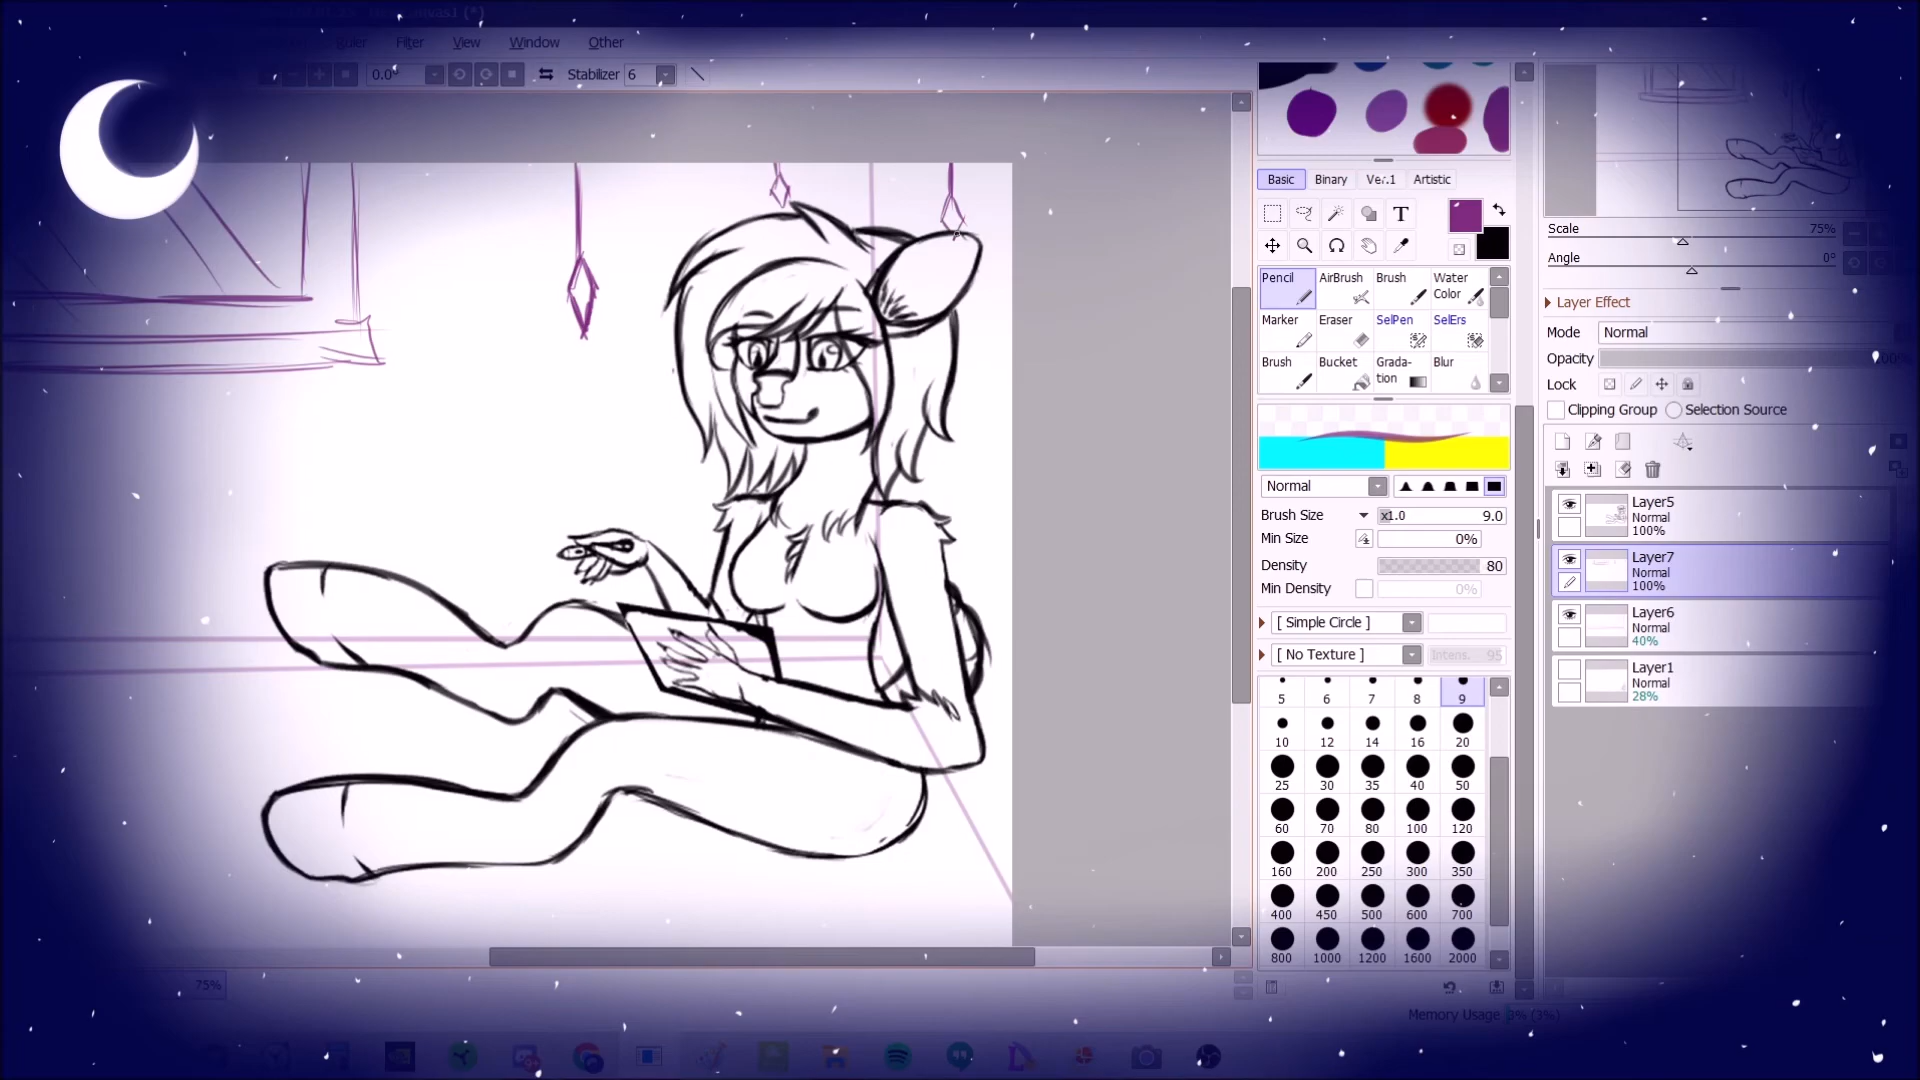 Filter View Window Other
0.0° Stabilizer 6
Basic Binary Ver.1 Artistic
T
Pencil AirBrush Brush Water Color
Marker Eraser SelPen SelErs
Brush Bucket Grada-tion Blur
Normal
Brush Size x1.0 9.0
Min Size 0%
Density 80
Min Density 0%
[ Simple Circle ]
[ No Texture ] Intens. 95
5 6 7 8 9
10 12 14 16 20
25 30 35 40 50
60 70 80 100 120
160 200 250 300 350
400 450 500 600 700
800 1000 1200 1600 2000
Scale 75%
Angle 0°
Layer Effect
Mode Normal
Opacity 100%
Lock
Clipping Group Selection Source
Layer5
Normal
100%
Layer7
Normal
100%
Layer6
Normal
40%
Layer1
Normal
28%
75%
Memory Usage 3% (3%)